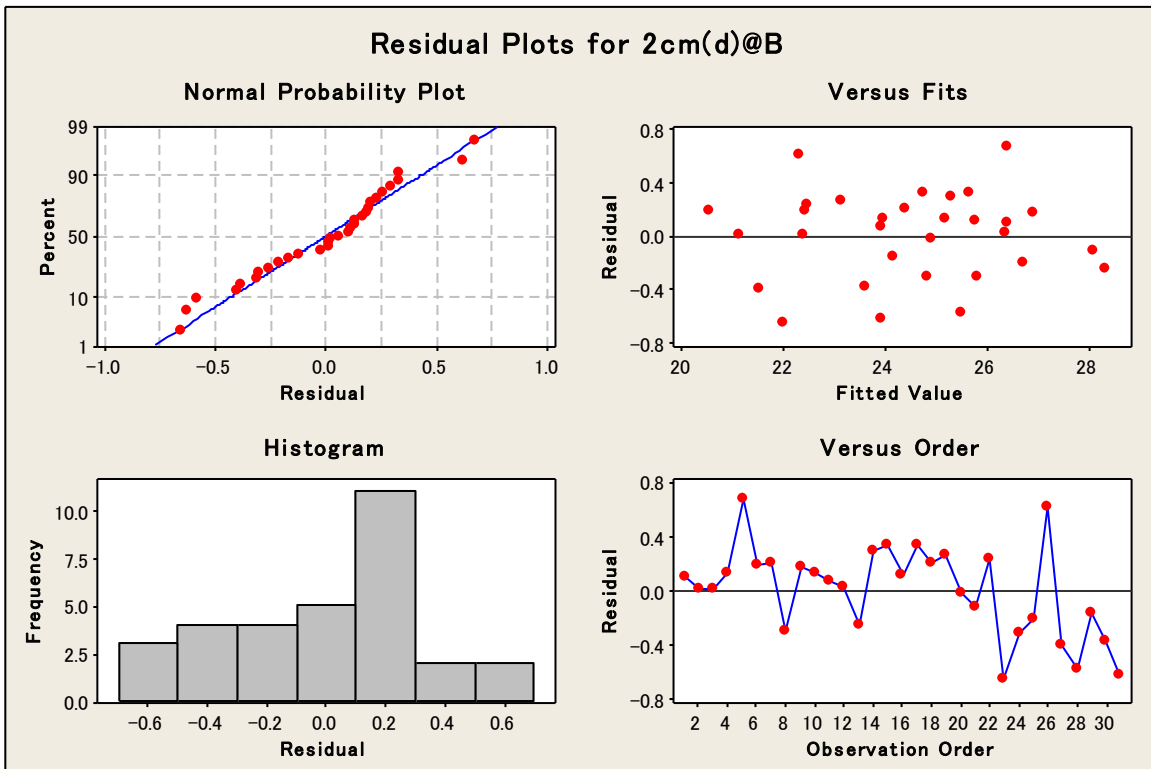 Residual Plots for 2cm(d)@B
Normal Probability Plot
99
90
50
10
1
Percent
−1.0 −0.5 0.0 0.5 1.0
Residual
Versus Fits
0.8
0.4
0.0
−0.4
−0.8
Residual
20 22 24 26 28
Fitted Value
Histogram
10.0
7.5
5.0
2.5
0.0
Frequency
−0.6 −0.4 −0.2 0.0 0.2 0.4 0.6
Residual
Versus Order
0.8
0.4
0.0
−0.4
−0.8
Residual
2 4 6 8 10 12 14 16 18 20 22 24 26 28 30
Observation Order